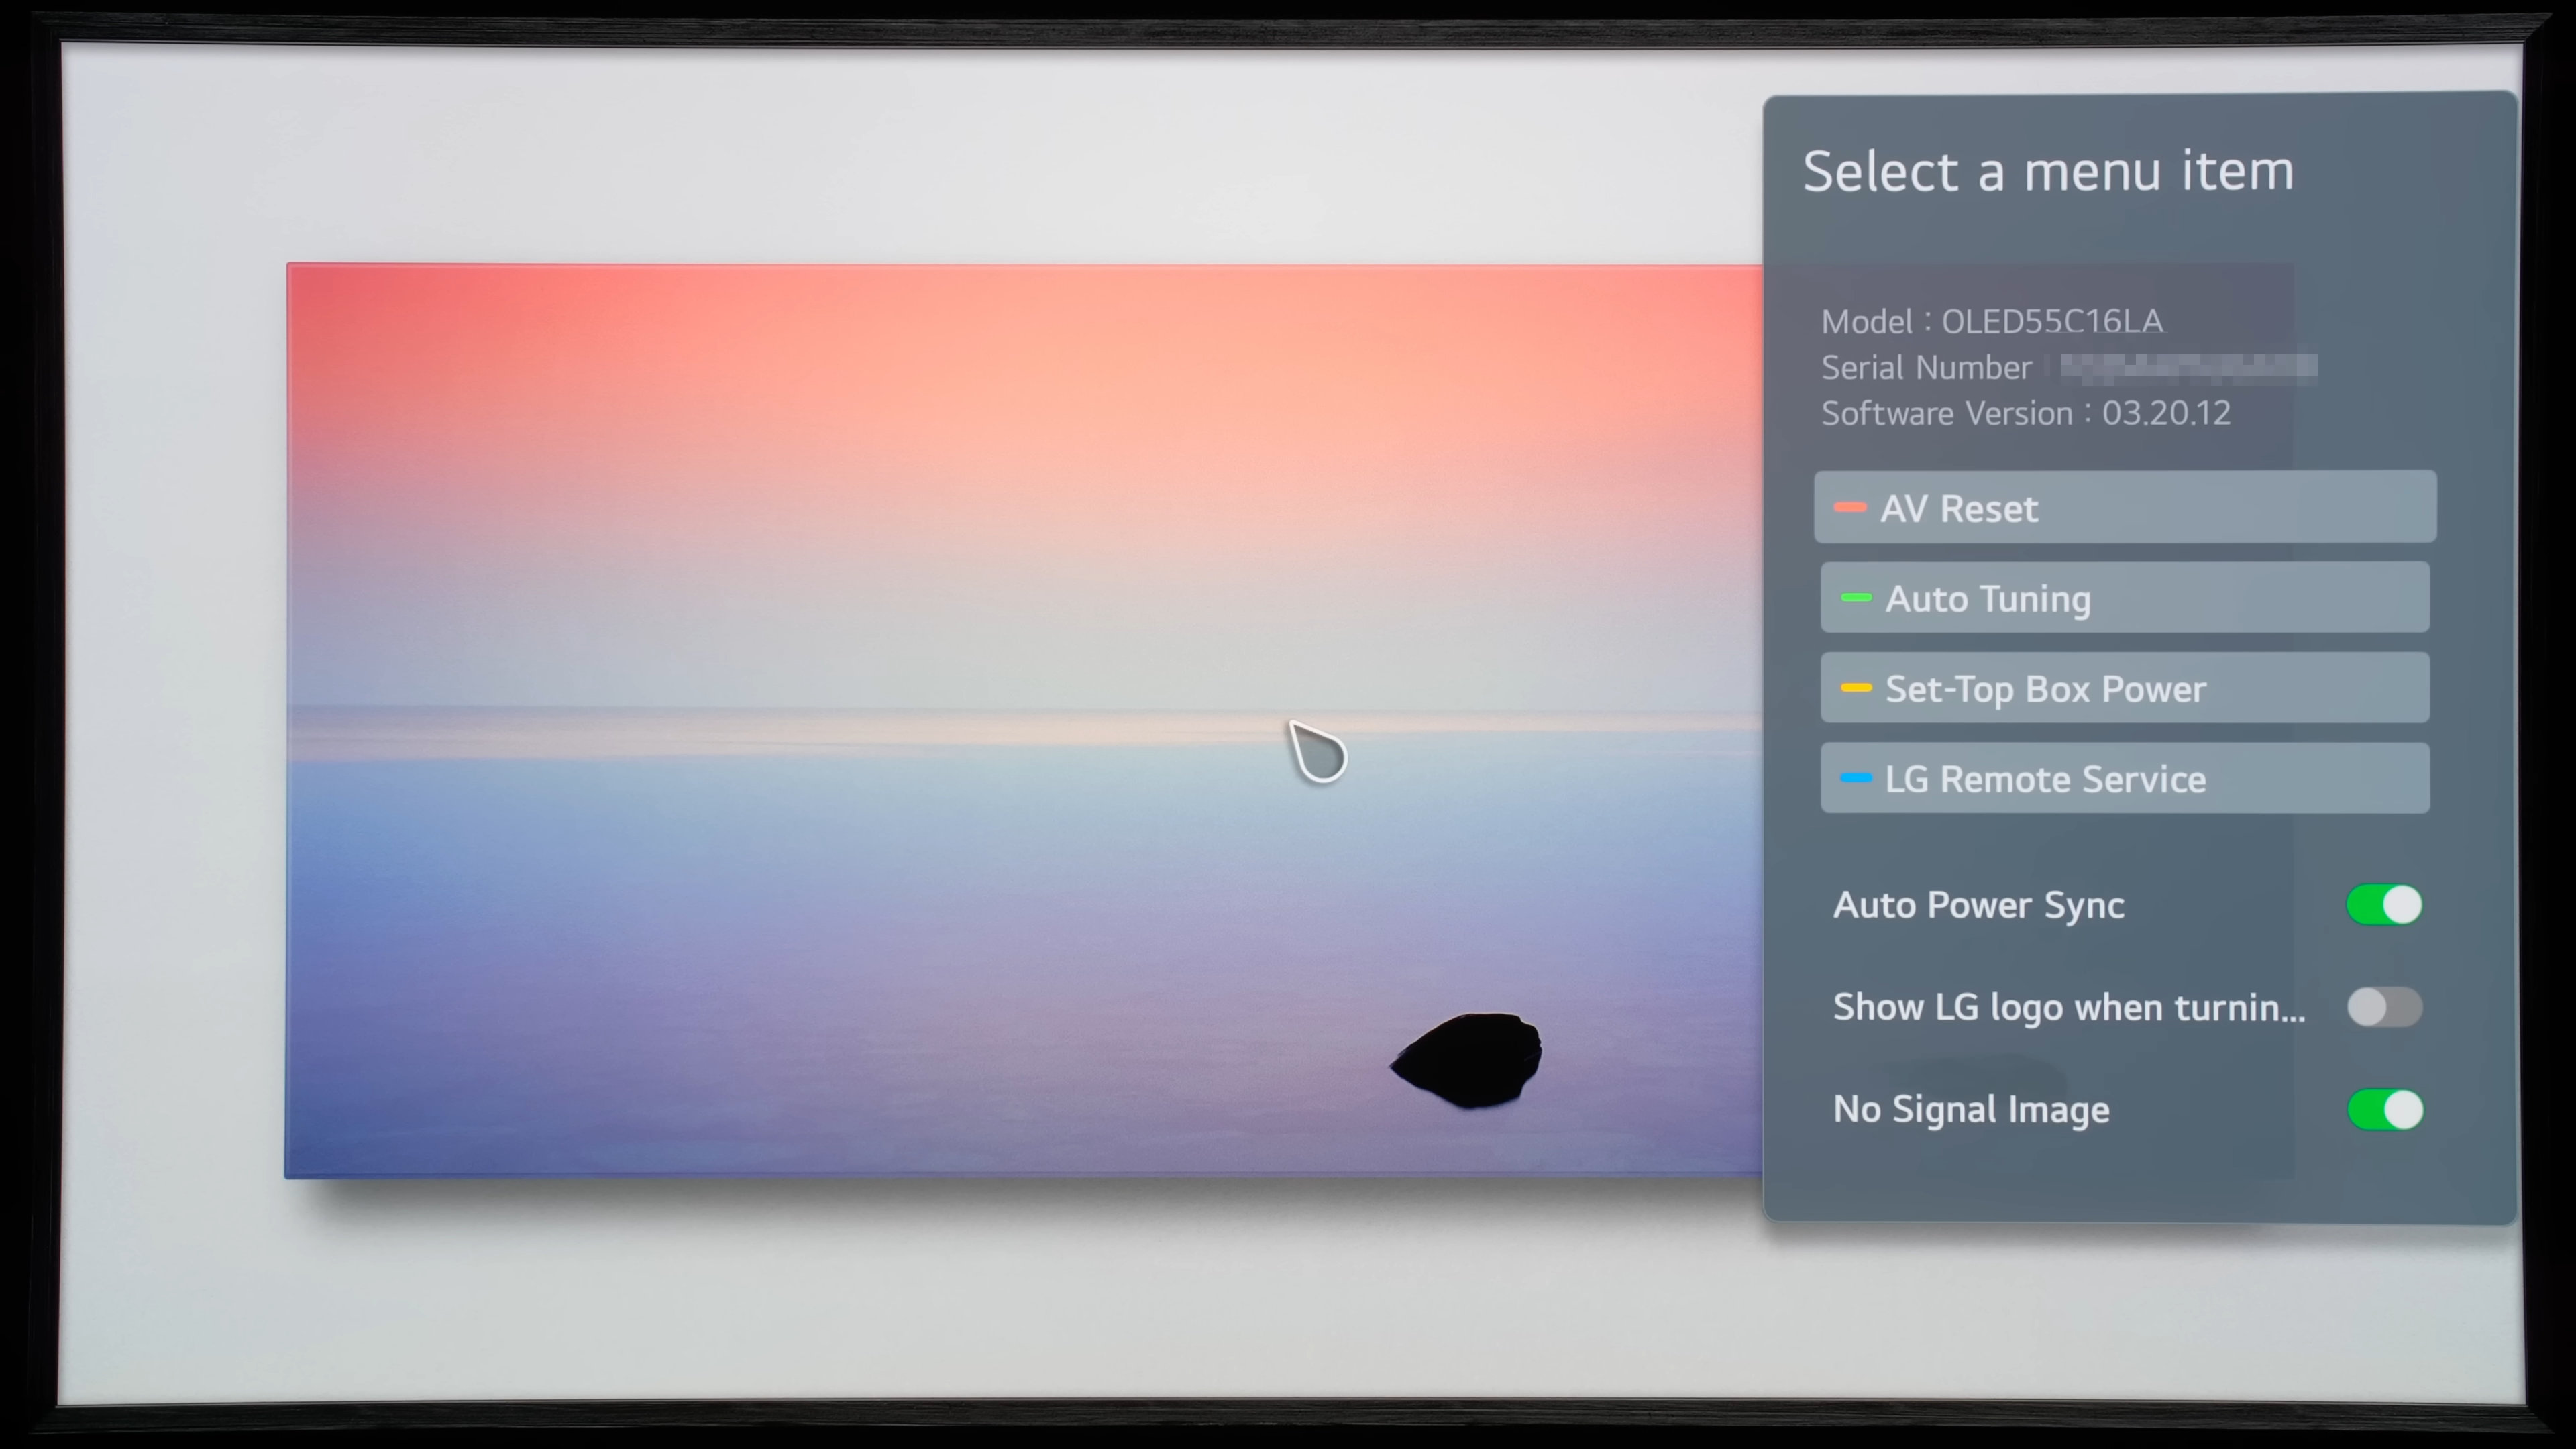 Select a menu item
Model : OLED55C16LA
Serial Number
Software Version : 03.20.12
AV Reset
Auto Tuning
Set-Top Box Power
LG Remote Service
Auto Power Sync
Show LG logo when turnin...
No Signal Image